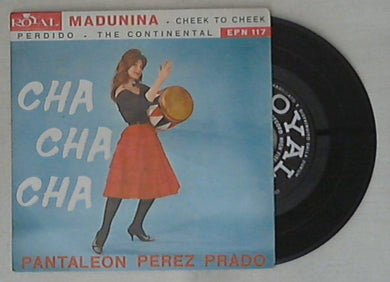 ROYAL MADUNINA - CHEEK TO CHEEK
PERDIDO - THE CONTINENTAL EPN 117
CHA
CHA
CHA
PANTALEON PEREZ PRADO
ROYAL